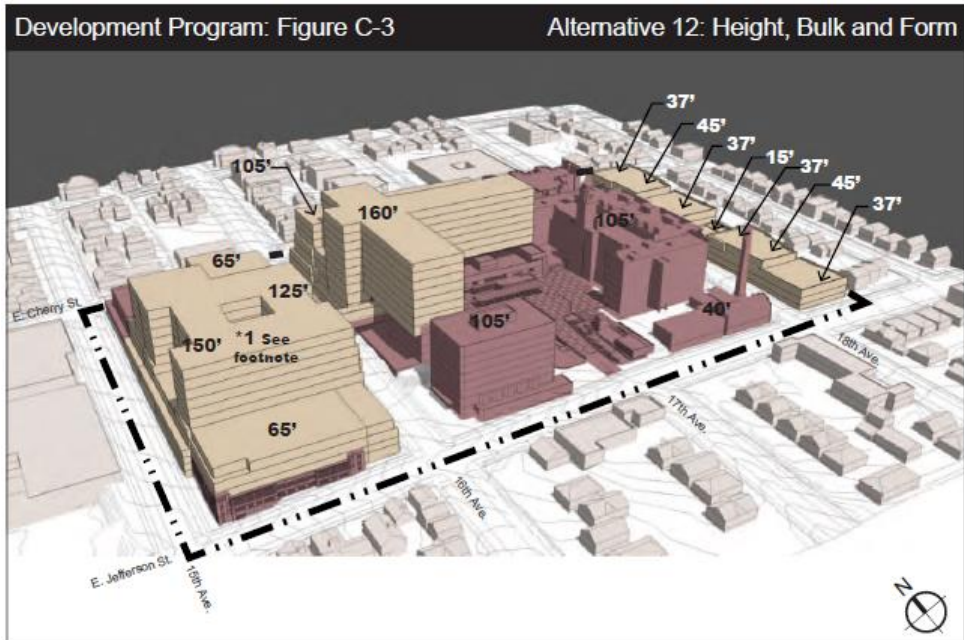 Development Program: Figure C-3
Alternative 12: Height, Bulk and Form
37’
45’
37’
15’
37’
45’
37’
105’
160’
105’
65’
125’
150’
*1 See
footnote
105’
40’
65’
E. Cherry St.
18th Ave.
17th Ave.
16th Ave.
E. Jefferson St.
15th Ave.
N